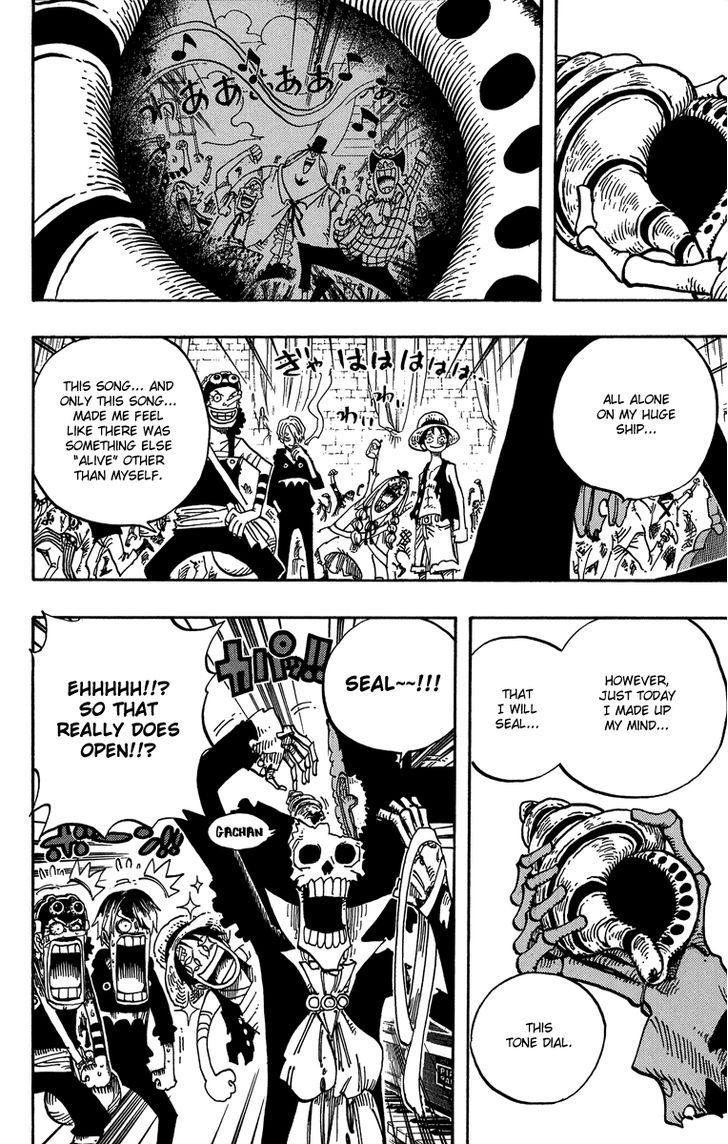 わああああああ
ALL ALONE
ON MY HUGE
SHIP...
ぎゃはははははは...
わい
わい
THIS SONG... AND
ONLY THIS SONG...
MADE ME FEEL
LIKE THERE WAS
SOMETHING ELSE
"ALIVE" OTHER
THAN MYSELF.
HOWEVER,
JUST TODAY
I MADE UP
MY MIND...
THAT
I WILL
SEAL...
THIS
TONE DIAL.
SEAL~~!!!
カパッ!!
GACHAN
EHHHHH!!?
SO THAT
REALLY DOES
OPEN!!?